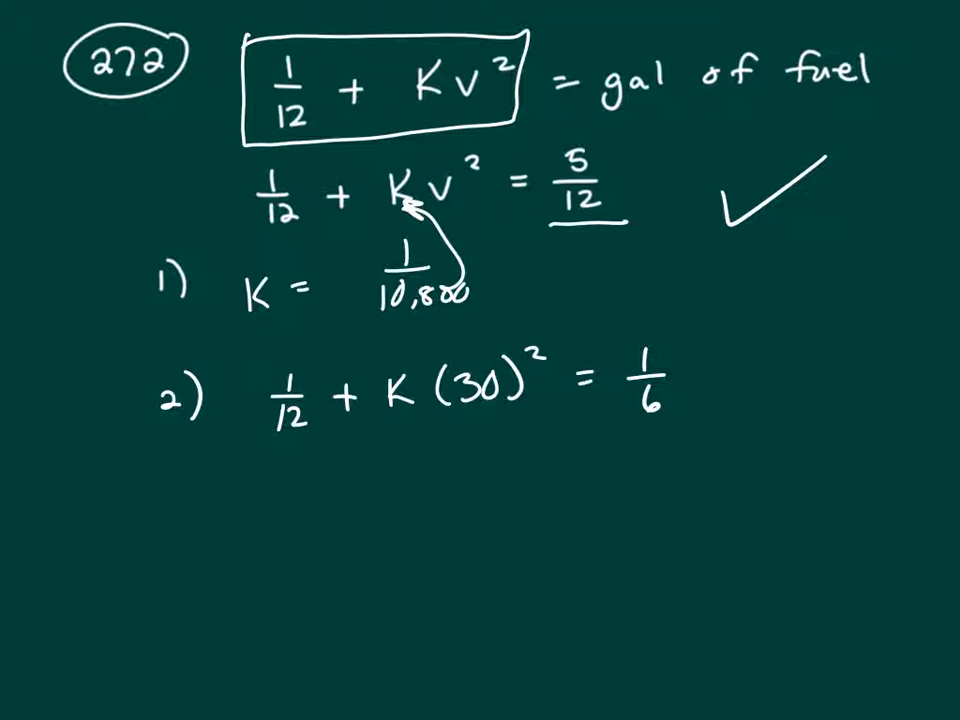 272
1/12 + Kv² = gal of fuel
1/12 + Kv² = 5/12
1) K = 1/10,800
2) 1/12 + K(30)² = 1/6